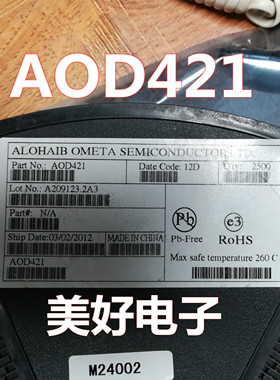 AOD421
ALOHAIB OMETA SEMICONDUCTOR LTD.
Part No.: AOD421
Date Code: 12D
Qty: 2500
Lot No.: A209123.2A3
Part#: N/A
Ship Date:03/02/2012
MADE IN CHINA
Pb
e3
Pb-Free
RoHS
Max safe temperature 260 C
AOD421
美好电子
M24002